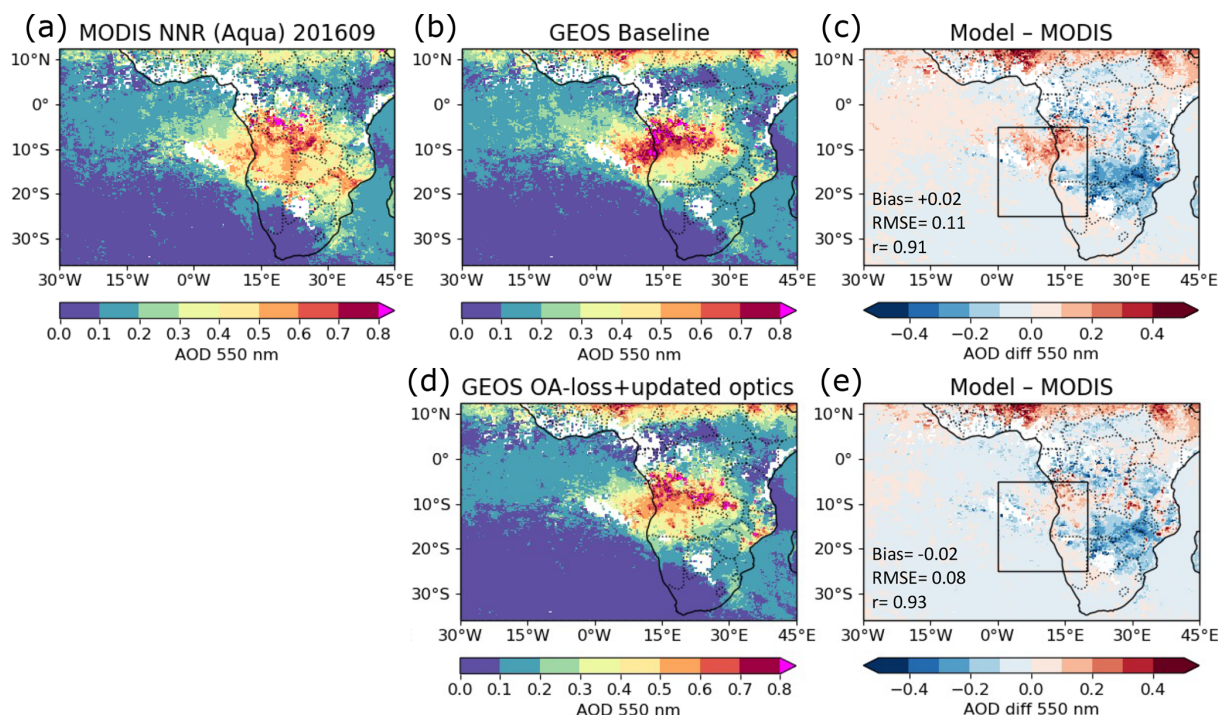 (a) MODIS NNR (Aqua) 201609
(b) GEOS Baseline
(c) Model – MODIS
10°N
0°
10°S
20°S
30°S
30°W 15°W 0°W 15°E 30°E 45°E
0.0 0.1 0.2 0.3 0.4 0.5 0.6 0.7 0.8
AOD 550 nm
10°N
0°
10°S
20°S
30°S
30°W 15°W 0°W 15°E 30°E 45°E
0.0 0.1 0.2 0.3 0.4 0.5 0.6 0.7 0.8
AOD 550 nm
10°N
0°
10°S
20°S
30°S
Bias= +0.02
RMSE= 0.11
r= 0.91
30°W 15°W 0°W 15°E 30°E 45°E
−0.4 −0.2 0.0 0.2 0.4
AOD diff 550 nm
(d) GEOS OA-loss+updated optics
(e) Model – MODIS
10°N
0°
10°S
20°S
30°S
30°W 15°W 0°W 15°E 30°E 45°E
0.0 0.1 0.2 0.3 0.4 0.5 0.6 0.7 0.8
AOD 550 nm
10°N
0°
10°S
20°S
30°S
Bias= -0.02
RMSE= 0.08
r= 0.93
30°W 15°W 0°W 15°E 30°E 45°E
−0.4 −0.2 0.0 0.2 0.4
AOD diff 550 nm